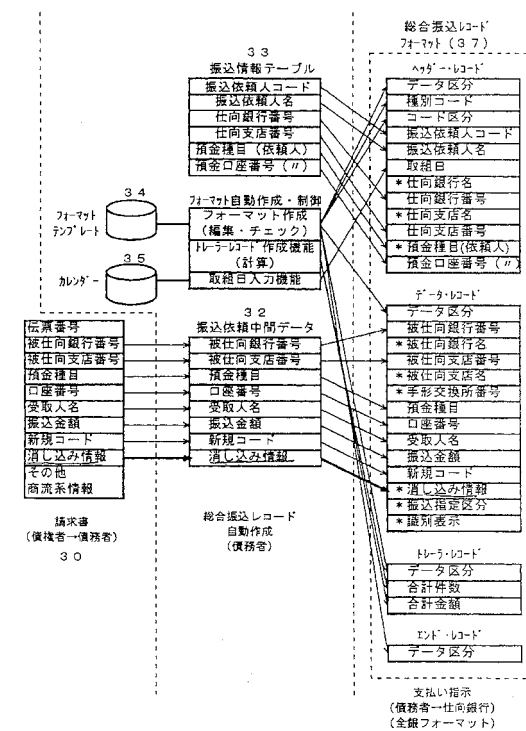 総合振込ﾚｺｰﾄﾞ
ﾌｫｰﾏｯﾄ(37)
33
振込情報テーブル
振込依頼人コード
振込依頼人名
仕向銀行番号
仕向支店番号
預金種目(依頼人)
預金口座番号(〃)
34
ﾌｫｰﾏｯﾄ
ﾃﾝﾌﾟﾚｰﾄ
35
ｶﾚﾝﾀﾞｰ
ﾌｫｰﾏｯﾄ自動作成・制御
フォーマット作成
(編集・チェック)
ﾄﾚｰﾗｰﾚｺｰﾄﾞ作成機能
(計算)
取組日入力機能
32
振込依頼中間データ
被仕向銀行番号
被仕向支店番号
預金種目
口座番号
受取人名
振込金額
新規コード
消し込み情報
伝票番号
被仕向銀行番号
被仕向支店番号
預金種目
口座番号
受取人名
振込金額
新規コード
消し込み情報
その他
商流系情報
請求書
(債権者→債務者)
30
総合振込レコード
自動作成
(債務者)
ﾍｯﾀﾞｰ・ﾚｺｰﾄﾞ
データ区分
種別コード
コード区分
振込依頼人コード
振込依頼人名
取組日
*仕向銀行名
仕向銀行番号
*仕向支店名
仕向支店番号
*預金種目(依頼人)
預金口座番号(〃)
ﾃﾞｰﾀ・ﾚｺｰﾄﾞ
データ区分
被仕向銀行番号
*被仕向銀行名
被仕向支店番号
*被仕向支店名
*手形交換所番号
預金種目
口座番号
受取人名
振込金額
新規コード
*消し込み情報
*振込指定区分
*識別表示
ﾄﾚｰﾗ・ﾚｺｰﾄﾞ
データ区分
合計件数
合計金額
ｴﾝﾄﾞ・ﾚｺｰﾄﾞ
データ区分
支払い指示
(債務者→仕向銀行)
(全銀フォーマット)